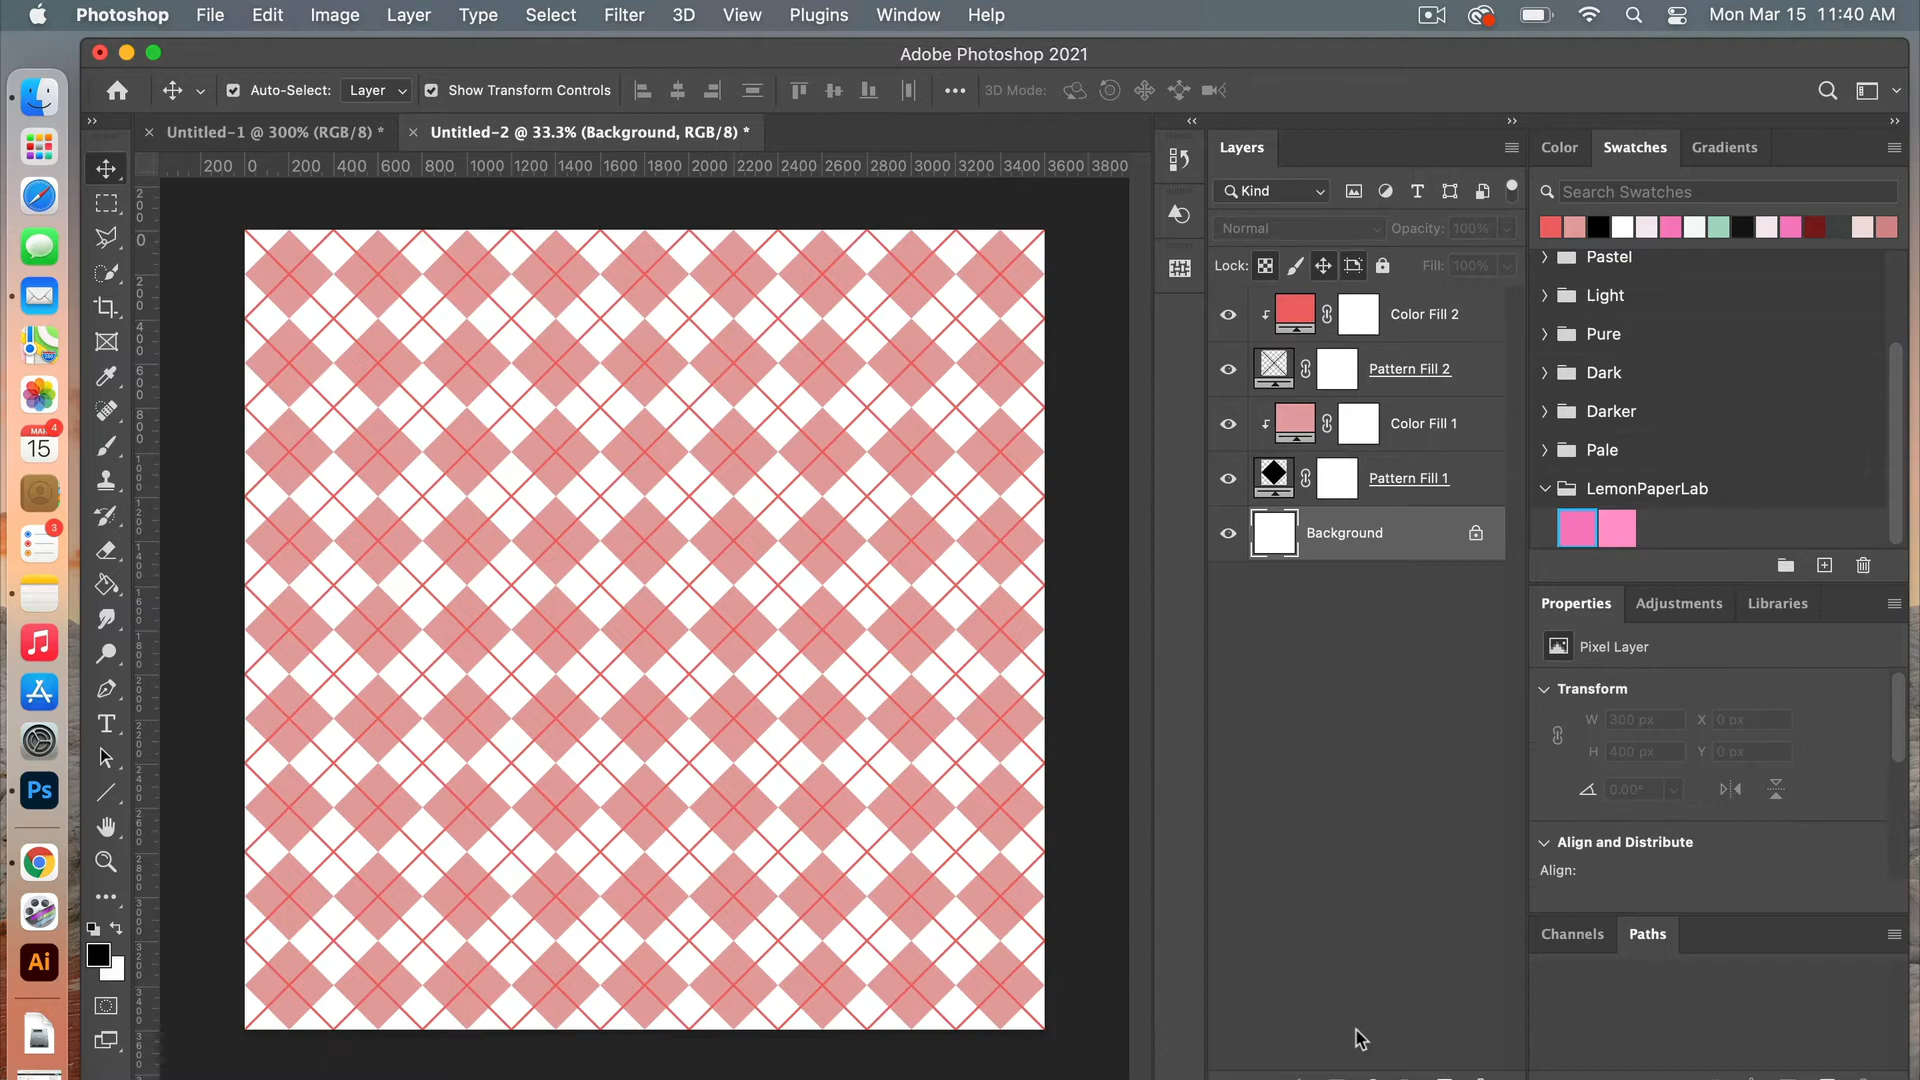 Photoshop File Edit Image Layer Type Select Filter 3D View Plugins Window Help Mon Mar 15 11:40 AM
Adobe Photoshop 2021
Auto-Select: Layer Show Transform Controls 3D Mode:
Untitled-1 @ 300% (RGB/8) * Untitled-2 @ 33.3% (Background, RGB/8) *
200 0 200 400 600 800 1000 1200 1400 1600 1800 2000 2200 2400 2600 2800 3000 3200 3400 3600 3800
Layers
Kind
Normal Opacity: 100%
Lock: Fill: 100%
Color Fill 2
Pattern Fill 2
Color Fill 1
Pattern Fill 1
Background
Color Swatches Gradients
Search Swatches
Pastel
Light
Pure
Dark
Darker
Pale
LemonPaperLab
Properties Adjustments Libraries
Pixel Layer
Transform
W 300 px X 0 px
H 400 px Y 0 px
0.00°
Align and Distribute
Align:
Channels Paths
4
15
3
Ps
Ai